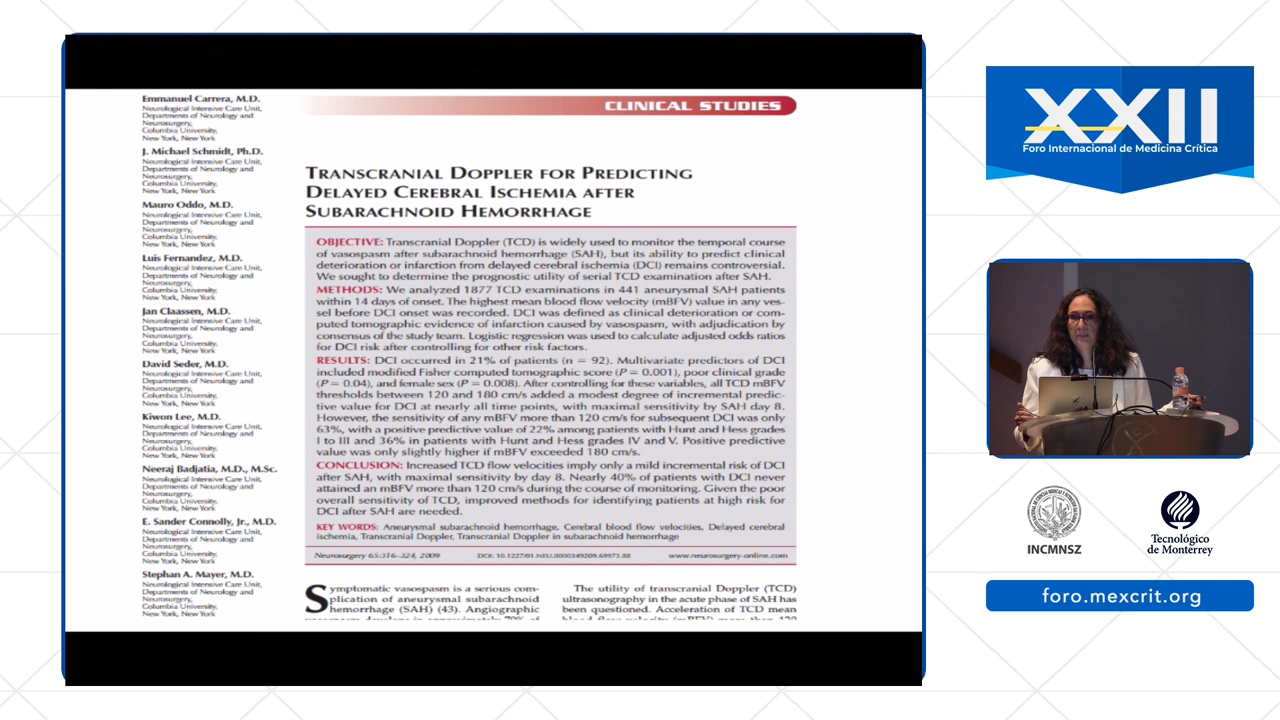 Emmanuel Carrera, M.D.
Neurological Intensive Care Unit,
Departments of Neurology and
Neurosurgery,
Columbia University,
New York, New York
J. Michael Schmidt, Ph.D.
Neurological Intensive Care Unit,
Departments of Neurology and
Neurosurgery,
Columbia University,
New York, New York
Mauro Oddo, M.D.
Neurological Intensive Care Unit,
Departments of Neurology and
Neurosurgery,
Columbia University,
New York, New York
Luis Fernandez, M.D.
Neurological Intensive Care Unit,
Departments of Neurology and
Neurosurgery,
Columbia University,
New York, New York
Jan Claassen, M.D.
Neurological Intensive Care Unit,
Departments of Neurology and
Neurosurgery,
Columbia University,
New York, New York
David Seder, M.D.
Neurological Intensive Care Unit,
Departments of Neurology and
Neurosurgery,
Columbia University,
New York, New York
Kiwon Lee, M.D.
Neurological Intensive Care Unit,
Departments of Neurology and
Neurosurgery,
Columbia University,
New York, New York
Neeraj Badjatia, M.D., M.Sc.
Neurological Intensive Care Unit,
Departments of Neurology and
Neurosurgery,
Columbia University,
New York, New York
E. Sander Connolly, Jr., M.D.
Neurological Intensive Care Unit,
Departments of Neurology and
Neurosurgery,
Columbia University,
New York, New York
Stephan A. Mayer, M.D.
Neurological Intensive Care Unit,
Departments of Neurology and
Neurosurgery,
Columbia University,
New York, New York
CLINICAL STUDIES
TRANSCRANIAL DOPPLER FOR PREDICTING
DELAYED CEREBRAL ISCHEMIA AFTER
SUBARACHNOID HEMORRHAGE
OBJECTIVE: Transcranial Doppler (TCD) is widely used to monitor the temporal course
of vasospasm after subarachnoid hemorrhage (SAH), but its ability to predict clinical
deterioration or infarction from delayed cerebral ischemia (DCI) remains controversial.
We sought to determine the prognostic utility of serial TCD examination after SAH.
METHODS: We analyzed 1877 TCD examinations in 441 aneurysmal SAH patients
within 14 days of onset. The highest mean blood flow velocity (mBFV) value in any ves-
sel before DCI onset was recorded. DCI was defined as clinical deterioration or com-
puted tomographic evidence of infarction caused by vasospasm, with adjudication by
consensus of the study team. Logistic regression was used to calculate adjusted odds ratios
for DCI risk after controlling for other risk factors.
RESULTS: DCI occurred in 21% of patients (n = 92). Multivariate predictors of DCI
included modified Fisher computed tomographic score (P = 0.001), poor clinical grade
(P = 0.04), and female sex (P = 0.008). After controlling for these variables, all TCD mBFV
thresholds between 120 and 180 cm/s added a modest degree of incremental predic-
tive value for DCI at nearly all time points, with maximal sensitivity by SAH day 8.
However, the sensitivity of any mBFV more than 120 cm/s for subsequent DCI was only
63%, with a positive predictive value of 22% among patients with Hunt and Hess grades
I to III and 36% in patients with Hunt and Hess grades IV and V. Positive predictive
value was only slightly higher if mBFV exceeded 180 cm/s.
CONCLUSION: Increased TCD flow velocities imply only a mild incremental risk of DCI
after SAH, with maximal sensitivity by day 8. Nearly 40% of patients with DCI never
attained an mBFV more than 120 cm/s during the course of monitoring. Given the poor
overall sensitivity of TCD, improved methods for identifying patients at high risk for
DCI after SAH are needed.
KEY WORDS: Aneurysmal subarachnoid hemorrhage, Cerebral blood flow velocities, Delayed cerebral
ischemia, Transcranial Doppler, Transcranial Doppler in subarachnoid hemorrhage
Neurosurgery 65:316–324, 2009 DOI: 10.1227/01.NEU.0000349209.69973.88 www.neurosurgery-online.com
Symptomatic vasospasm is a serious com-
plication of aneurysmal subarachnoid
hemorrhage (SAH) (43). Angiographic
The utility of transcranial Doppler (TCD)
ultrasonography in the acute phase of SAH has
been questioned. Acceleration of TCD mean
XXII
Foro Internacional de Medicina Crítica
INCMNSZ
Tecnológico
de Monterrey
foro.mexcrit.org